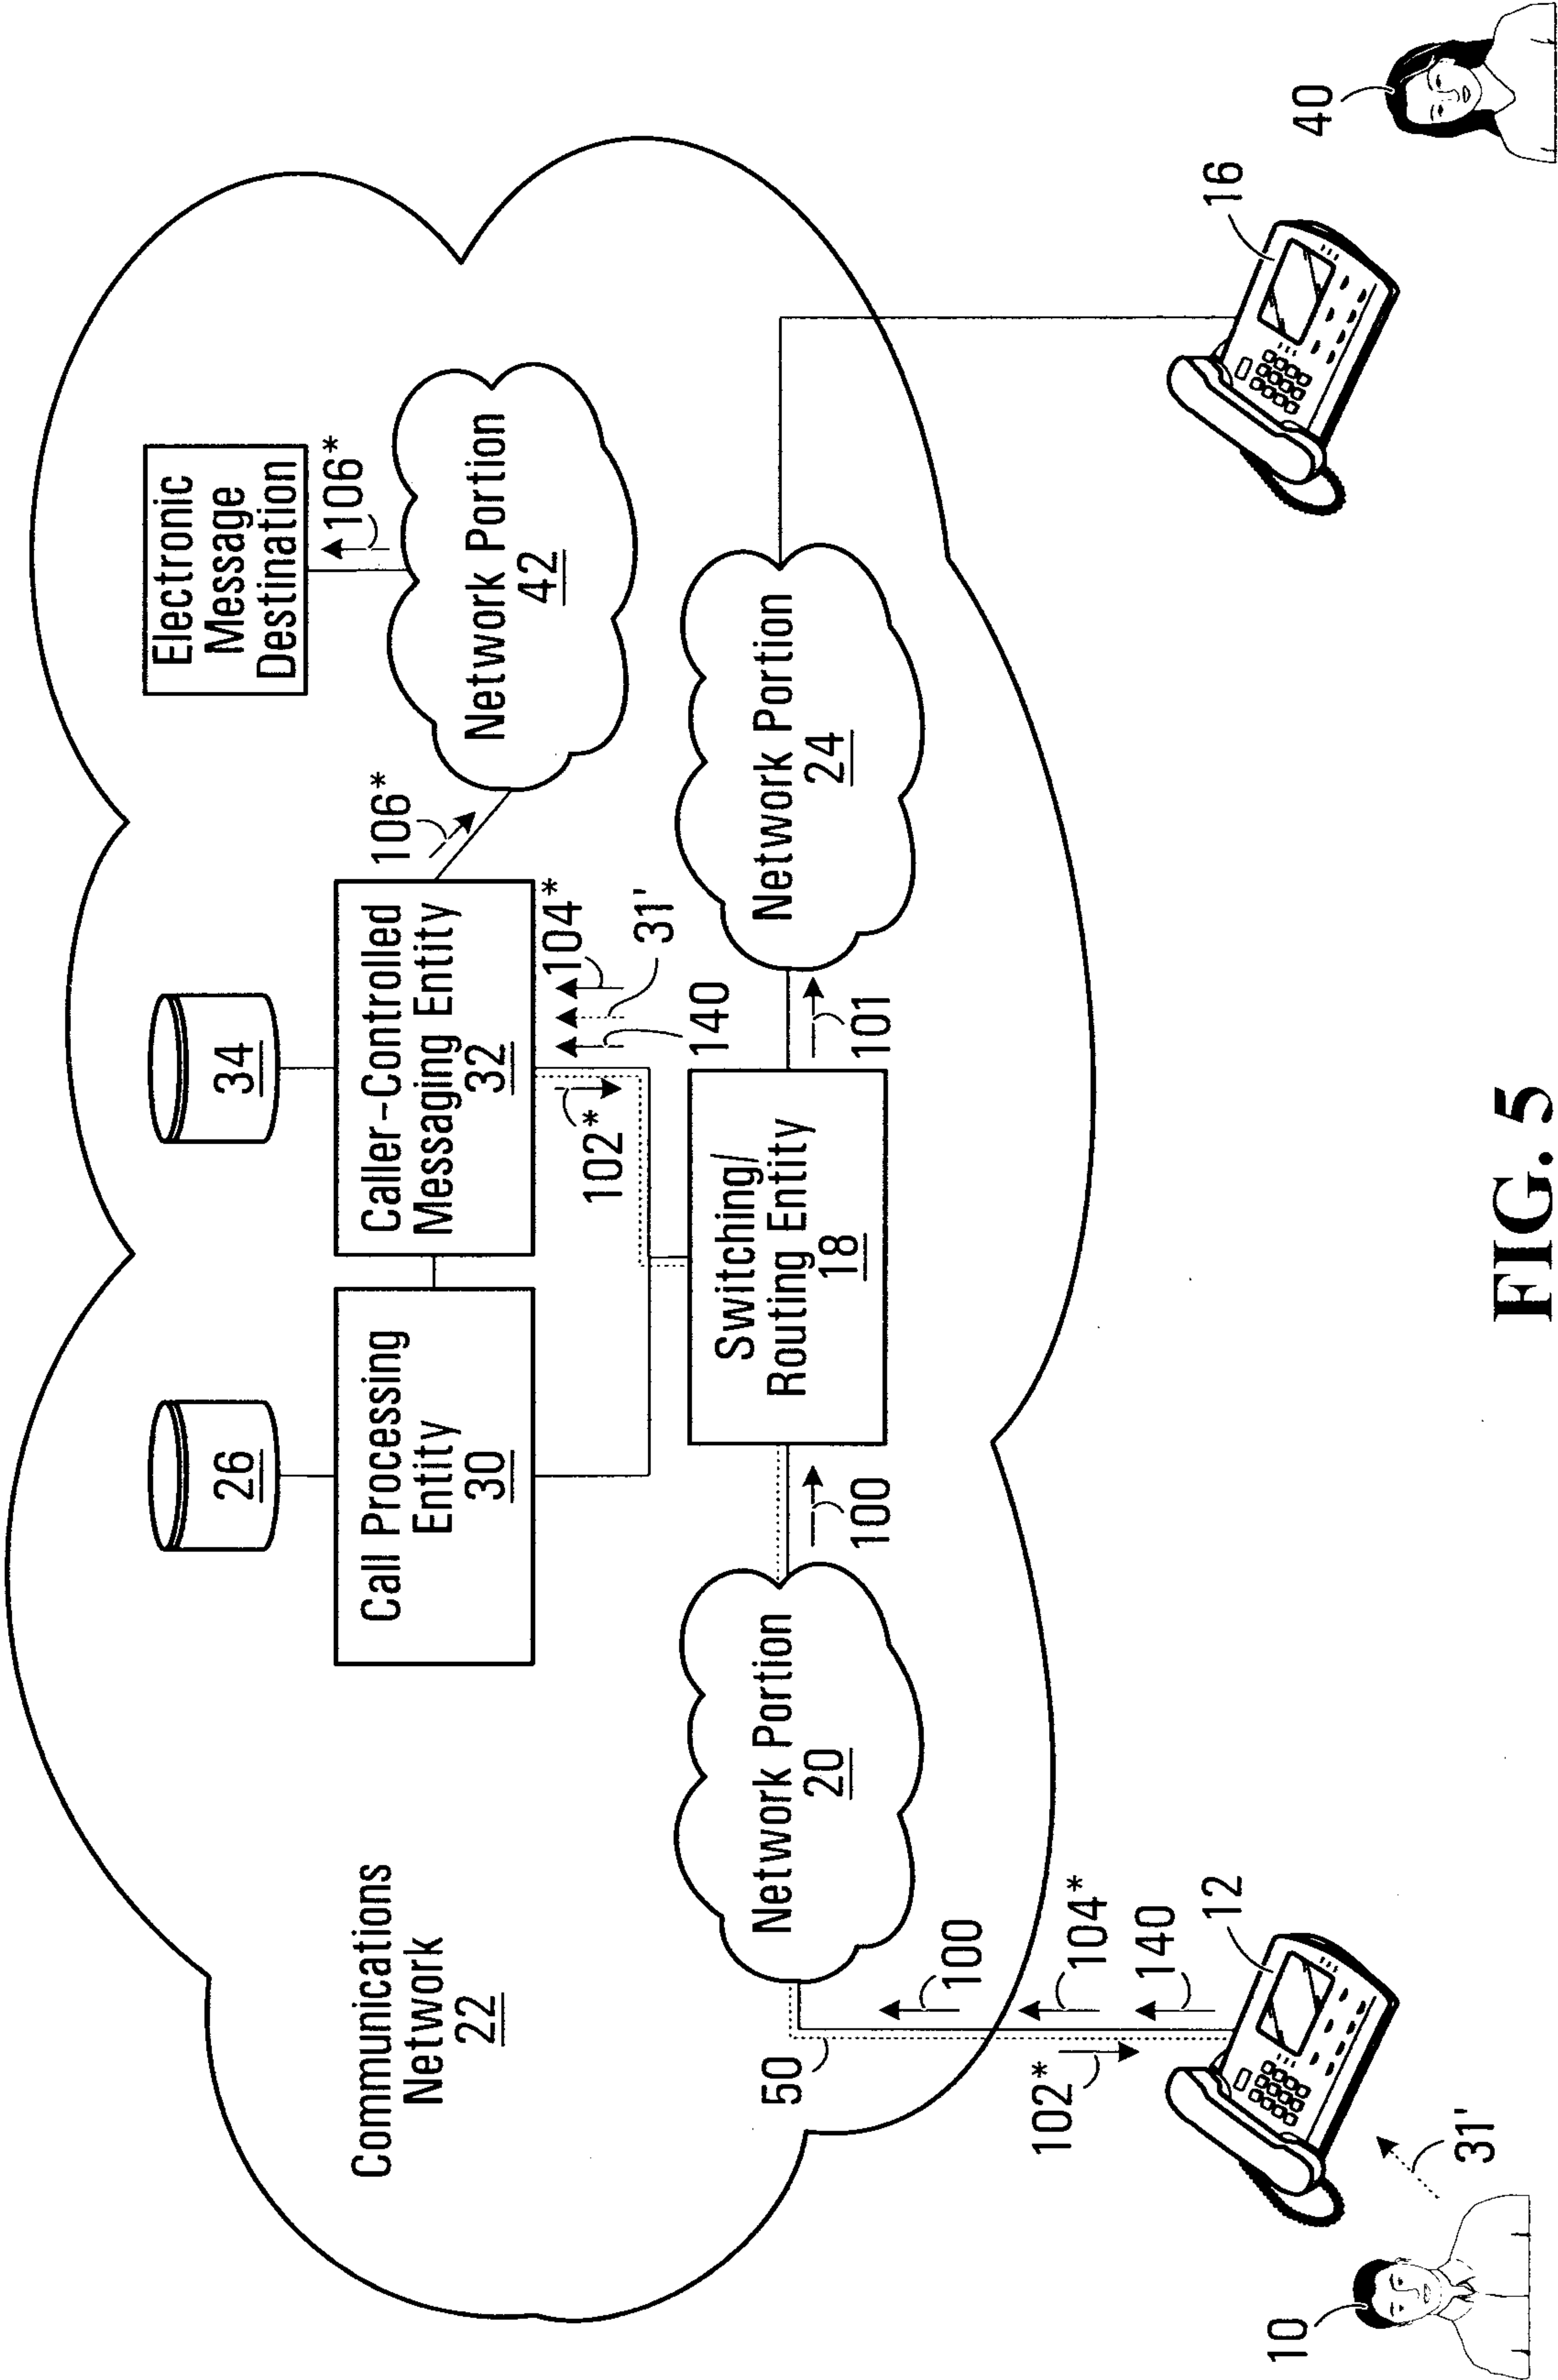 Communications
Network
22
26
34
Call Processing
Entity
30
Caller-Controlled
Messaging Entity
32
Electronic
Message
Destination
106*
106*
Network Portion
42
102*
104*
31'
140
Network Portion
20
100
Switching/
Routing Entity
18
101
Network Portion
24
50
100
104*
102*
140
12
16
10
31'
40
FIG. 5